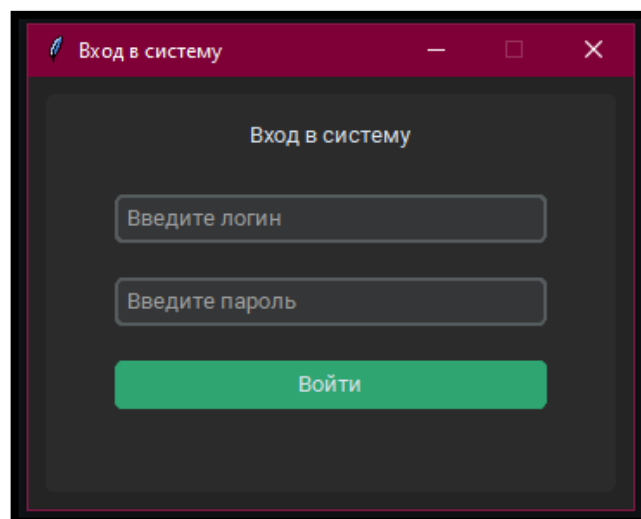 Вход в систему
Вход в систему
Введите логин
Введите пароль
Войти